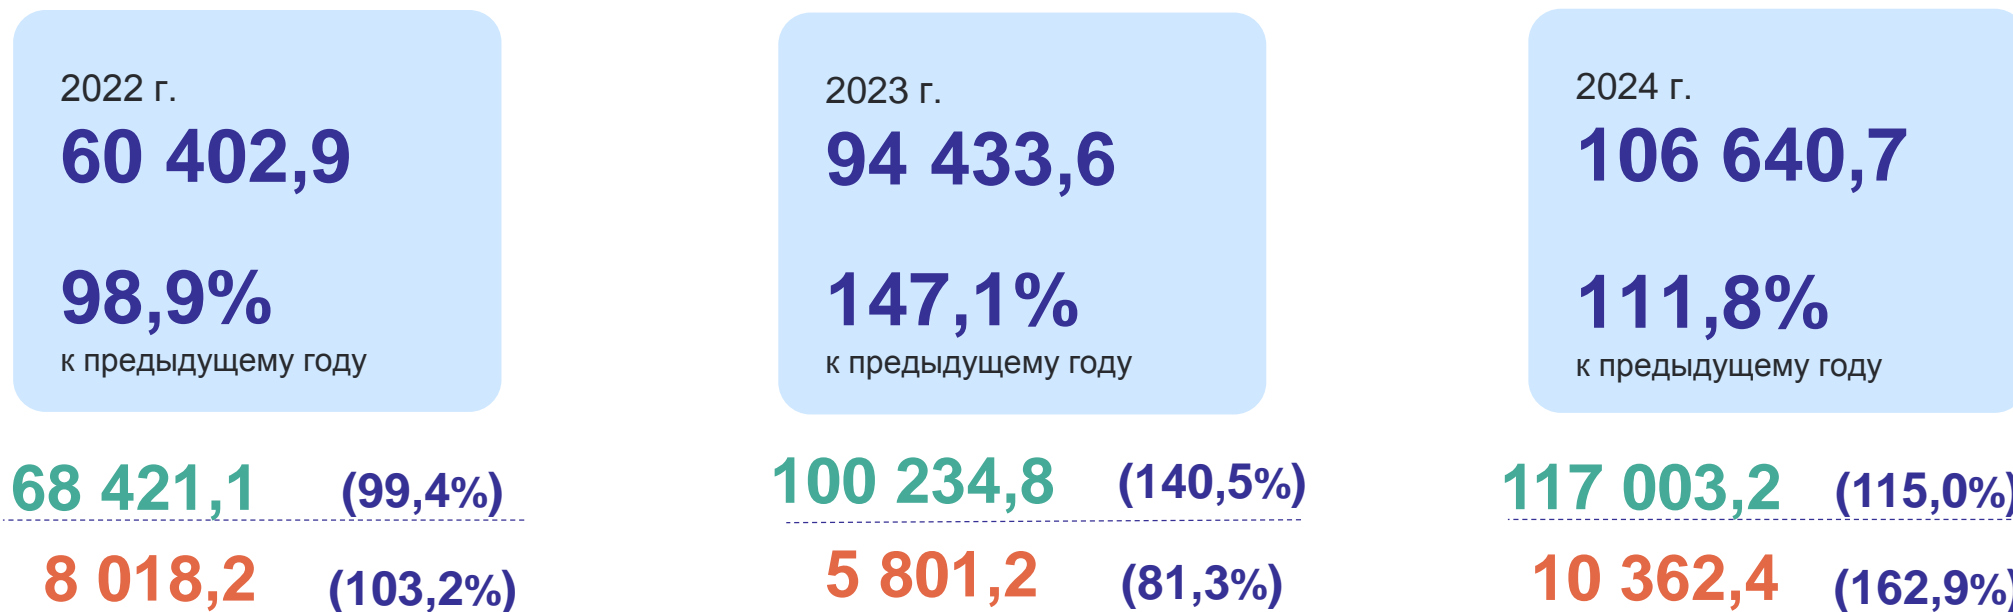 2022 г.
60 402,9
98,9%
к предыдущему году
68 421,1 (99,4%)
8 018,2 (103,2%)
2023 г.
94 433,6
147,1%
к предыдущему году
100 234,8 (140,5%)
5 801,2 (81,3%)
2024 г.
106 640,7
111,8%
к предыдущему году
117 003,2 (115,0%)
10 362,4 (162,9%)